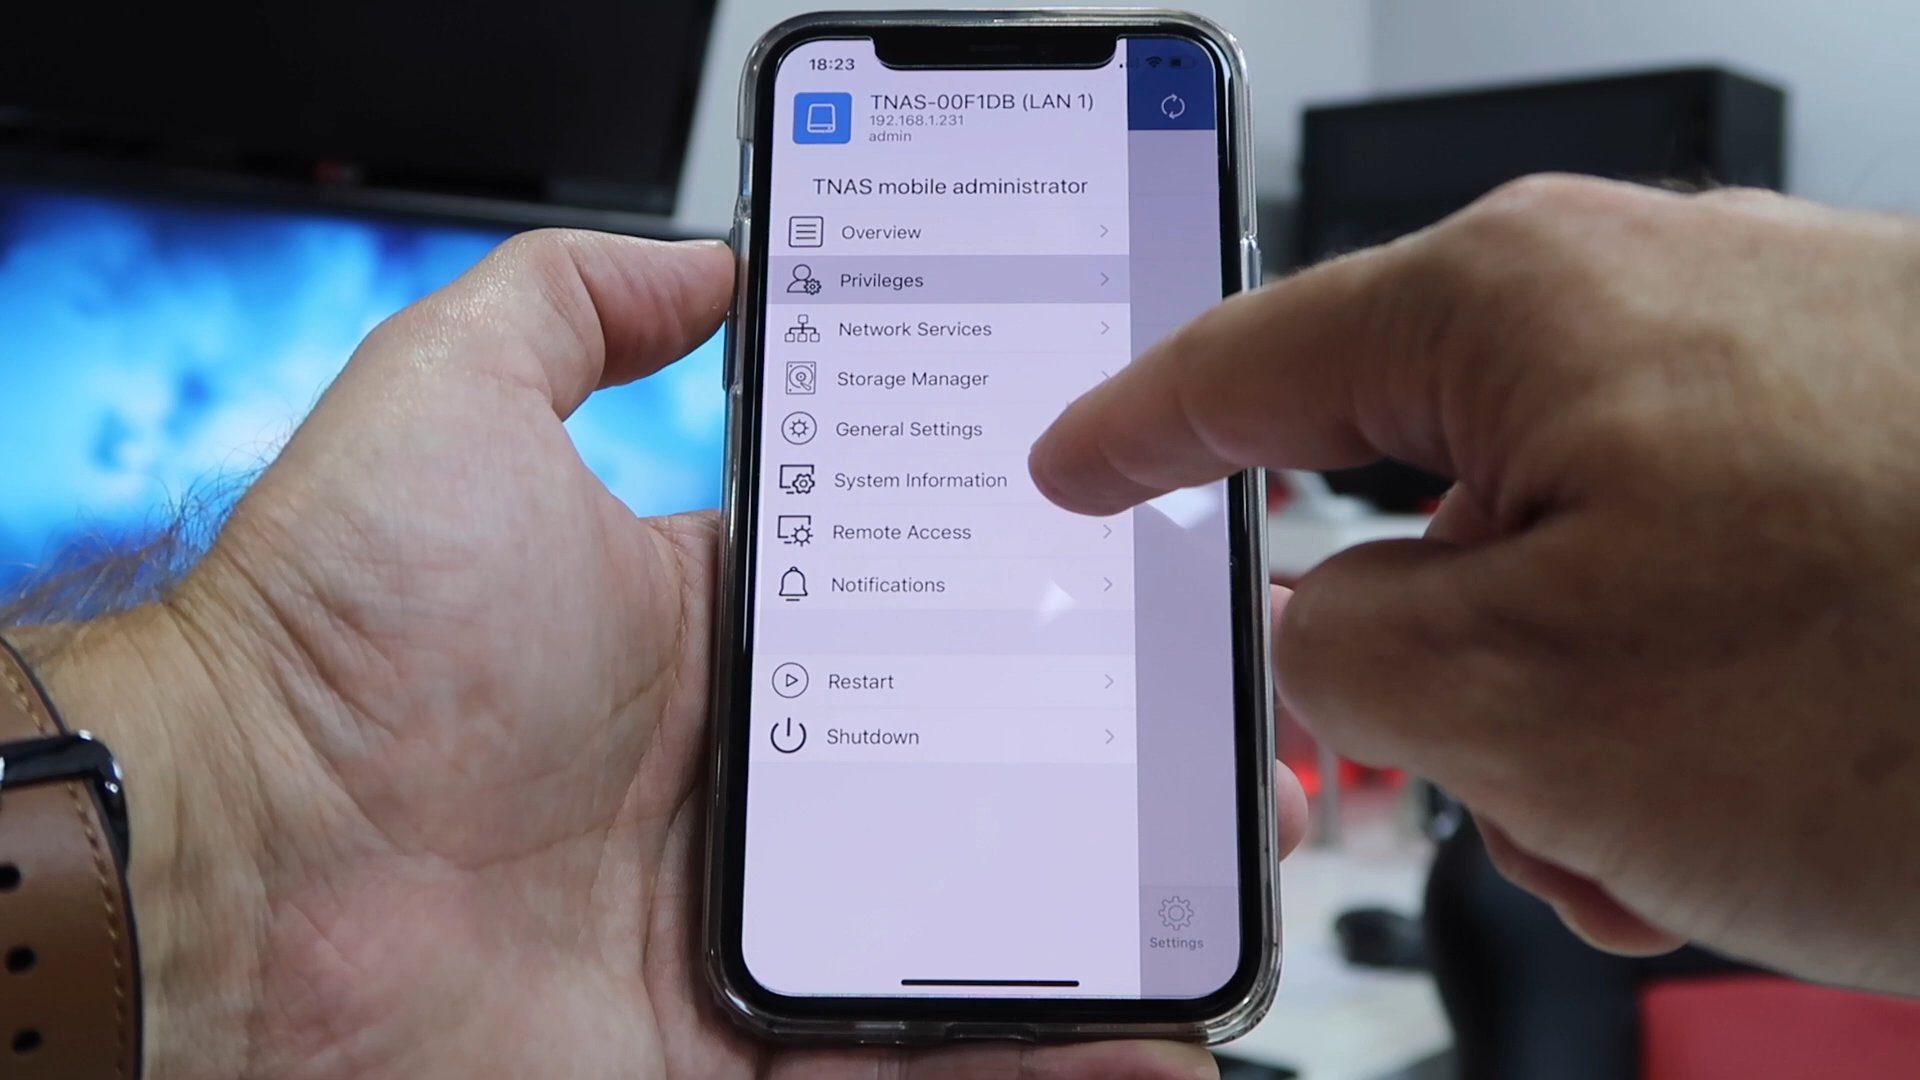 18:23
TNAS-00F1DB (LAN 1)
192.168.1.231
admin
TNAS mobile administrator
Overview
Privileges
Network Services
Storage Manager
General Settings
System Information
Remote Access
Notifications
Restart
Shutdown
Settings